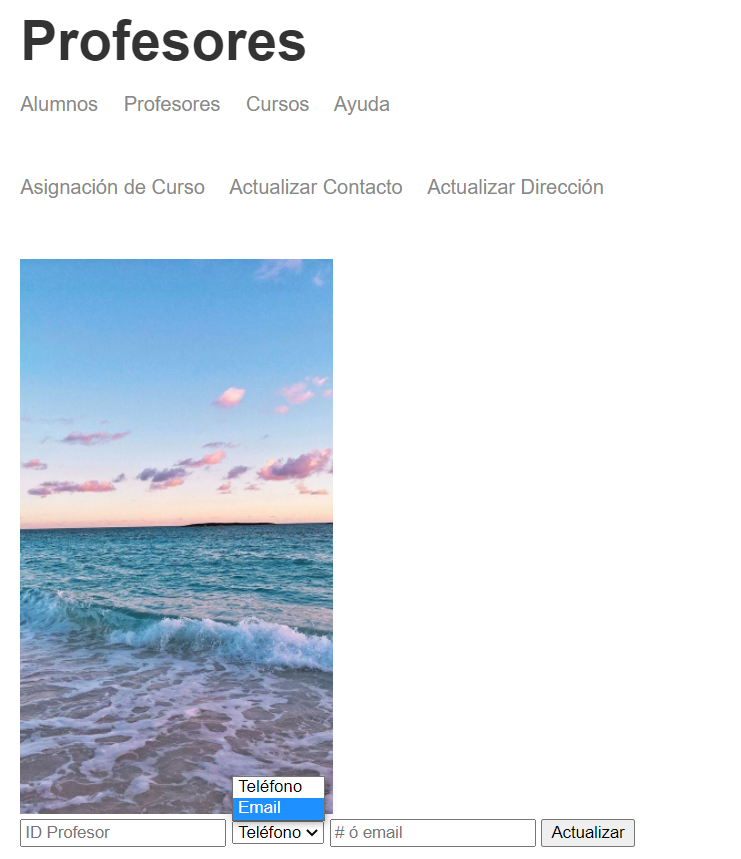 Profesores
Alumnos Profesores Cursos Ayuda
Asignación de Curso Actualizar Contacto Actualizar Dirección
Teléfono
Email
ID Profesor Teléfono # ó email Actualizar